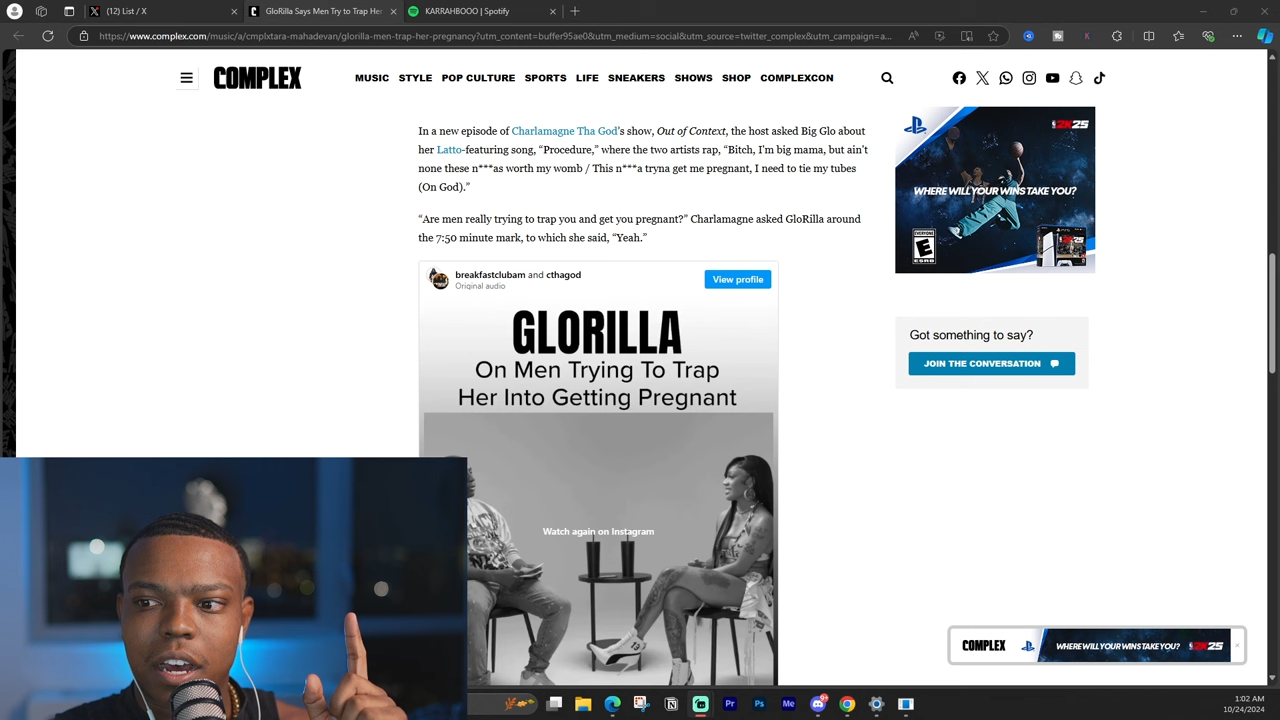 (12) List / X
GloRilla Says Men Try to Trap Her
KARRAHBOOO | Spotify
https://www.complex.com/music/a/cmplxtara-mahadevan/glorilla-men-trap-her-pregnancy?utm_content=buffer95ae0&utm_medium=social&utm_source=twitter_complex&utm_campaign=a...
COMPLEX
MUSIC STYLE POP CULTURE SPORTS LIFE SNEAKERS SHOWS SHOP COMPLEXCON
In a new episode of Charlamagne Tha God's show, Out of Context, the host asked Big Glo about
her Latto-featuring song, “Procedure,” where the two artists rap, “Bitch, I'm big mama, but ain't
none these n***as worth my womb / This n***a tryna get me pregnant, I need to tie my tubes
(On God).”
“Are men really trying to trap you and get you pregnant?” Charlamagne asked GloRilla around
the 7:50 minute mark, to which she said, “Yeah.”
2K25
WHERE WILL YOUR WINS TAKE YOU?
EVERYONE
E
ESRB
breakfastclubam and cthagod
Original audio
View profile
GLORILLA
On Men Trying To Trap
Her Into Getting Pregnant
Watch again on Instagram
Got something to say?
JOIN THE CONVERSATION
COMPLEX
WHERE WILL YOUR WINS TAKE YOU?
2K25
Pr
Ps
Me
1:02 AM
10/24/2024